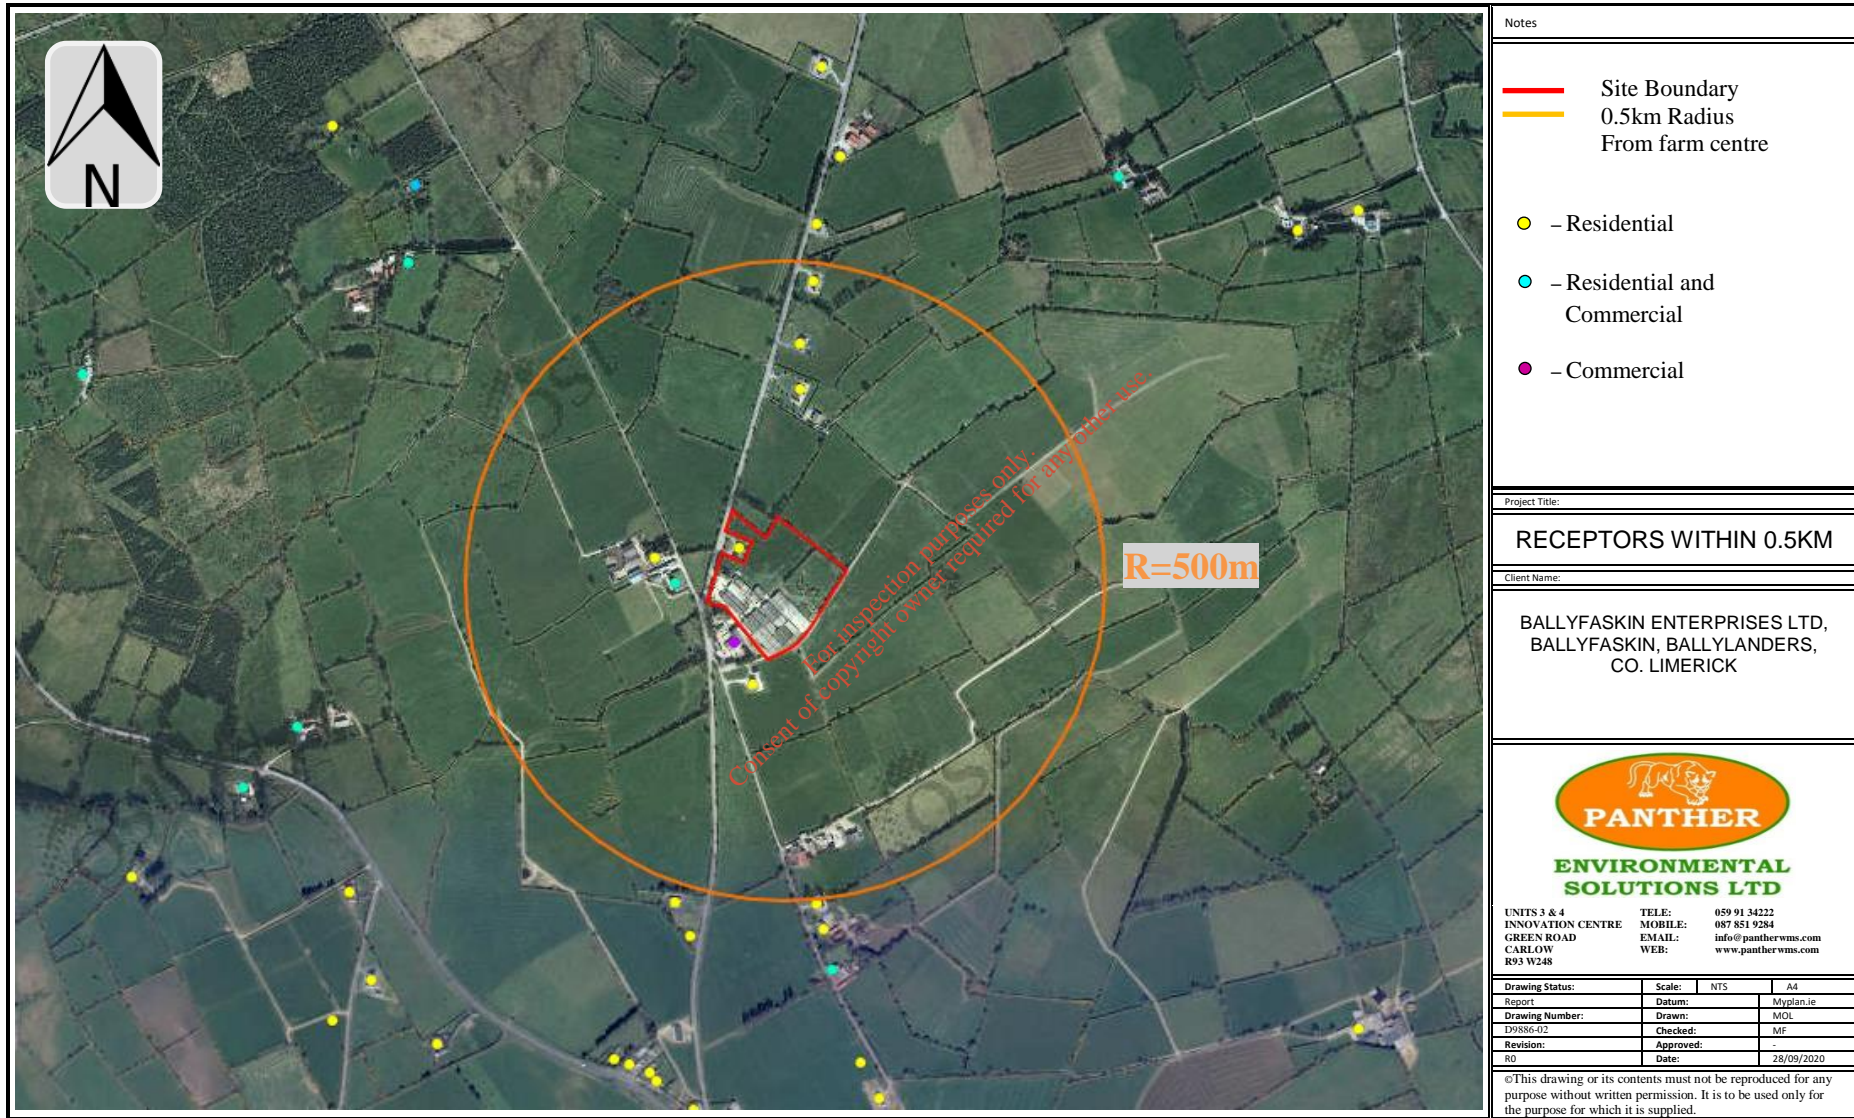 N
For inspection purposes only.
Consent of copyright owner required for any other use.
R=500m
Notes
Site Boundary
0.5km Radius
From farm centre
– Residential
– Residential and
Commercial
– Commercial
Project Title:
RECEPTORS WITHIN 0.5KM
Client Name:
BALLYFASKIN ENTERPRISES LTD,
BALLYFASKIN, BALLYLANDERS,
CO. LIMERICK
PANTHER
ENVIRONMENTAL
SOLUTIONS LTD
UNITS 3 & 4 TELE: 059 91 34222
INNOVATION CENTRE MOBILE: 087 851 9284
GREEN ROAD EMAIL: info@pantherwms.com
CARLOW WEB: www.pantherwms.com
R93 W248
Drawing Status: Scale: NTS A4
Report Datum: Myplan.ie
Drawing Number: Drawn: MOL
D9886-02 Checked: MF
Revision: Approved: -
R0 Date: 28/09/2020
©This drawing or its contents must not be reproduced for any
purpose without written permission. It is to be used only for
the purpose for which it is supplied.